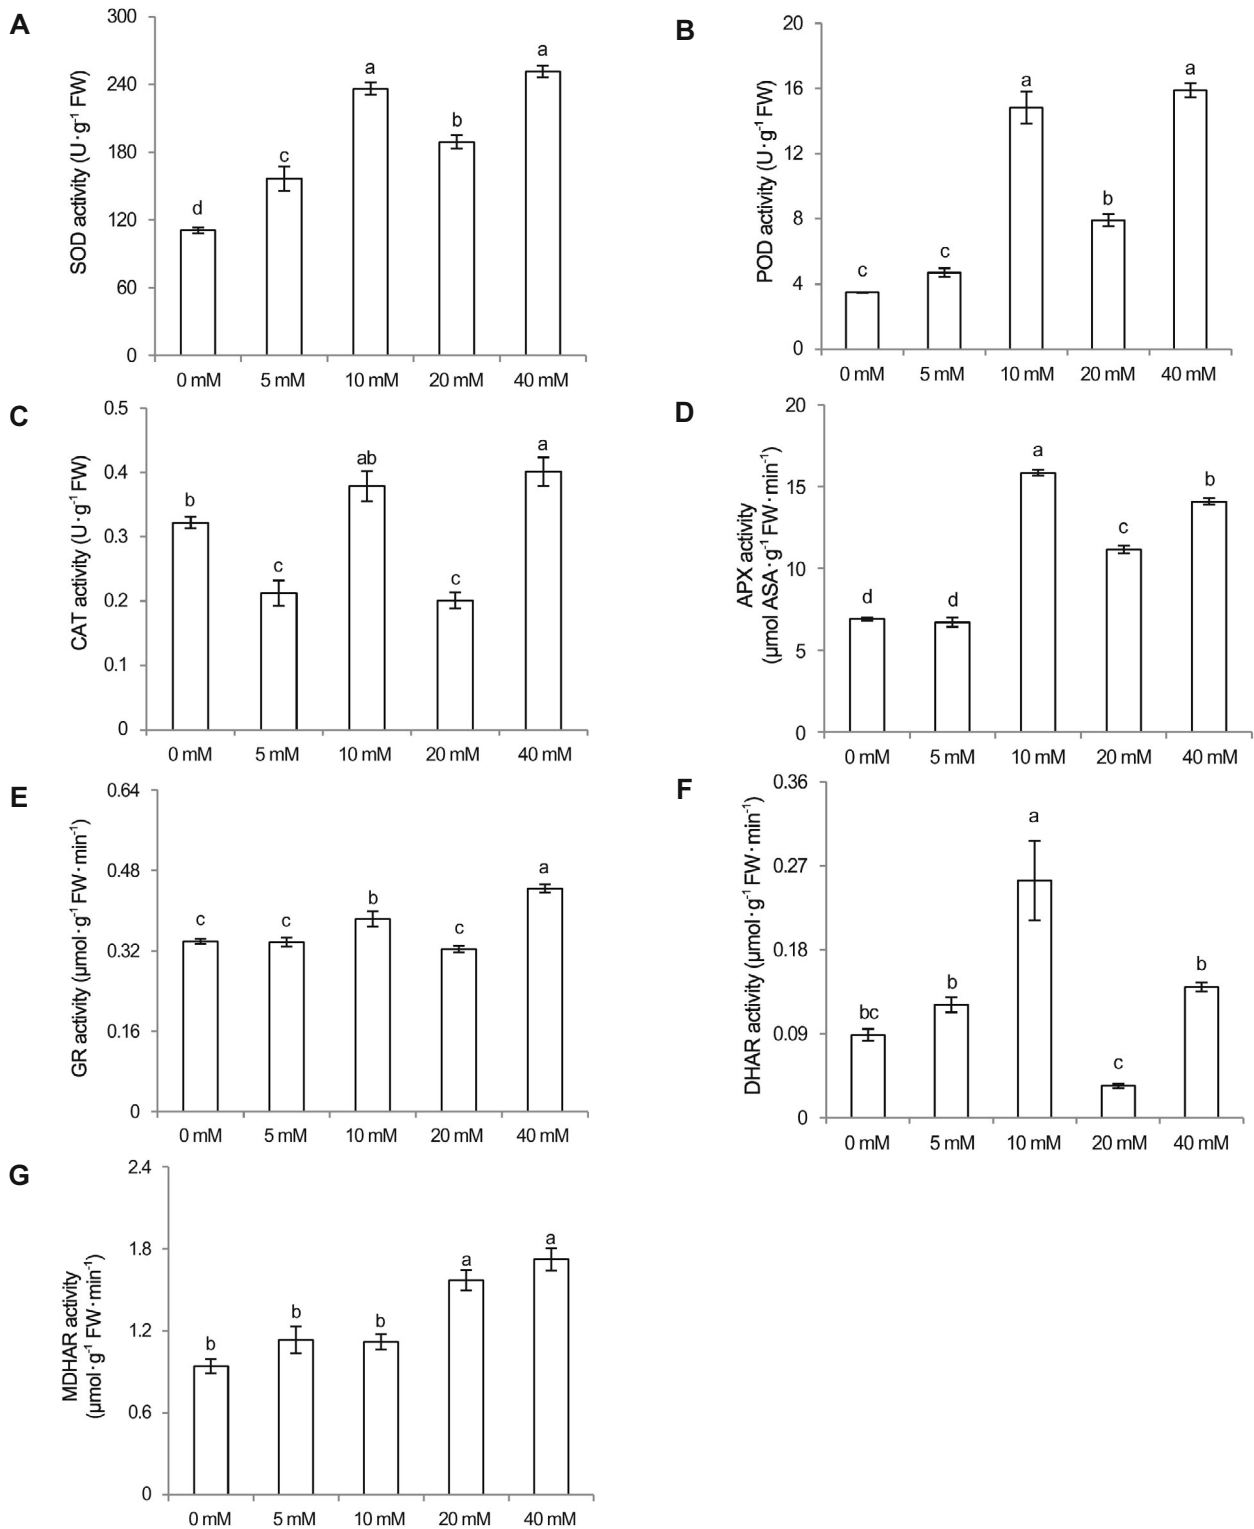 A
SOD activity (U·g⁻¹ FW)
300
240
180
120
60
0
d
c
a
b
a
0 mM 5 mM 10 mM 20 mM 40 mM
B
POD activity (U·g⁻¹ FW)
20
16
12
8
4
0
c
c
a
b
a
0 mM 5 mM 10 mM 20 mM 40 mM
C
CAT activity (U·g⁻¹ FW)
0.5
0.4
0.3
0.2
0.1
0
b
c
ab
c
a
0 mM 5 mM 10 mM 20 mM 40 mM
D
APX activity
(µmol ASA·g⁻¹ FW·min⁻¹)
20
15
10
5
0
d
d
a
c
b
0 mM 5 mM 10 mM 20 mM 40 mM
E
GR activity (µmol·g⁻¹ FW·min⁻¹)
0.64
0.48
0.32
0.16
0
c
c
b
c
a
0 mM 5 mM 10 mM 20 mM 40 mM
F
DHAR activity (µmol·g⁻¹ FW·min⁻¹)
0.36
0.27
0.18
0.09
0
bc
b
a
c
b
0 mM 5 mM 10 mM 20 mM 40 mM
G
MDHAR activity
(µmol·g⁻¹ FW·min⁻¹)
2.4
1.8
1.2
0.6
0
b
b
b
a
a
0 mM 5 mM 10 mM 20 mM 40 mM